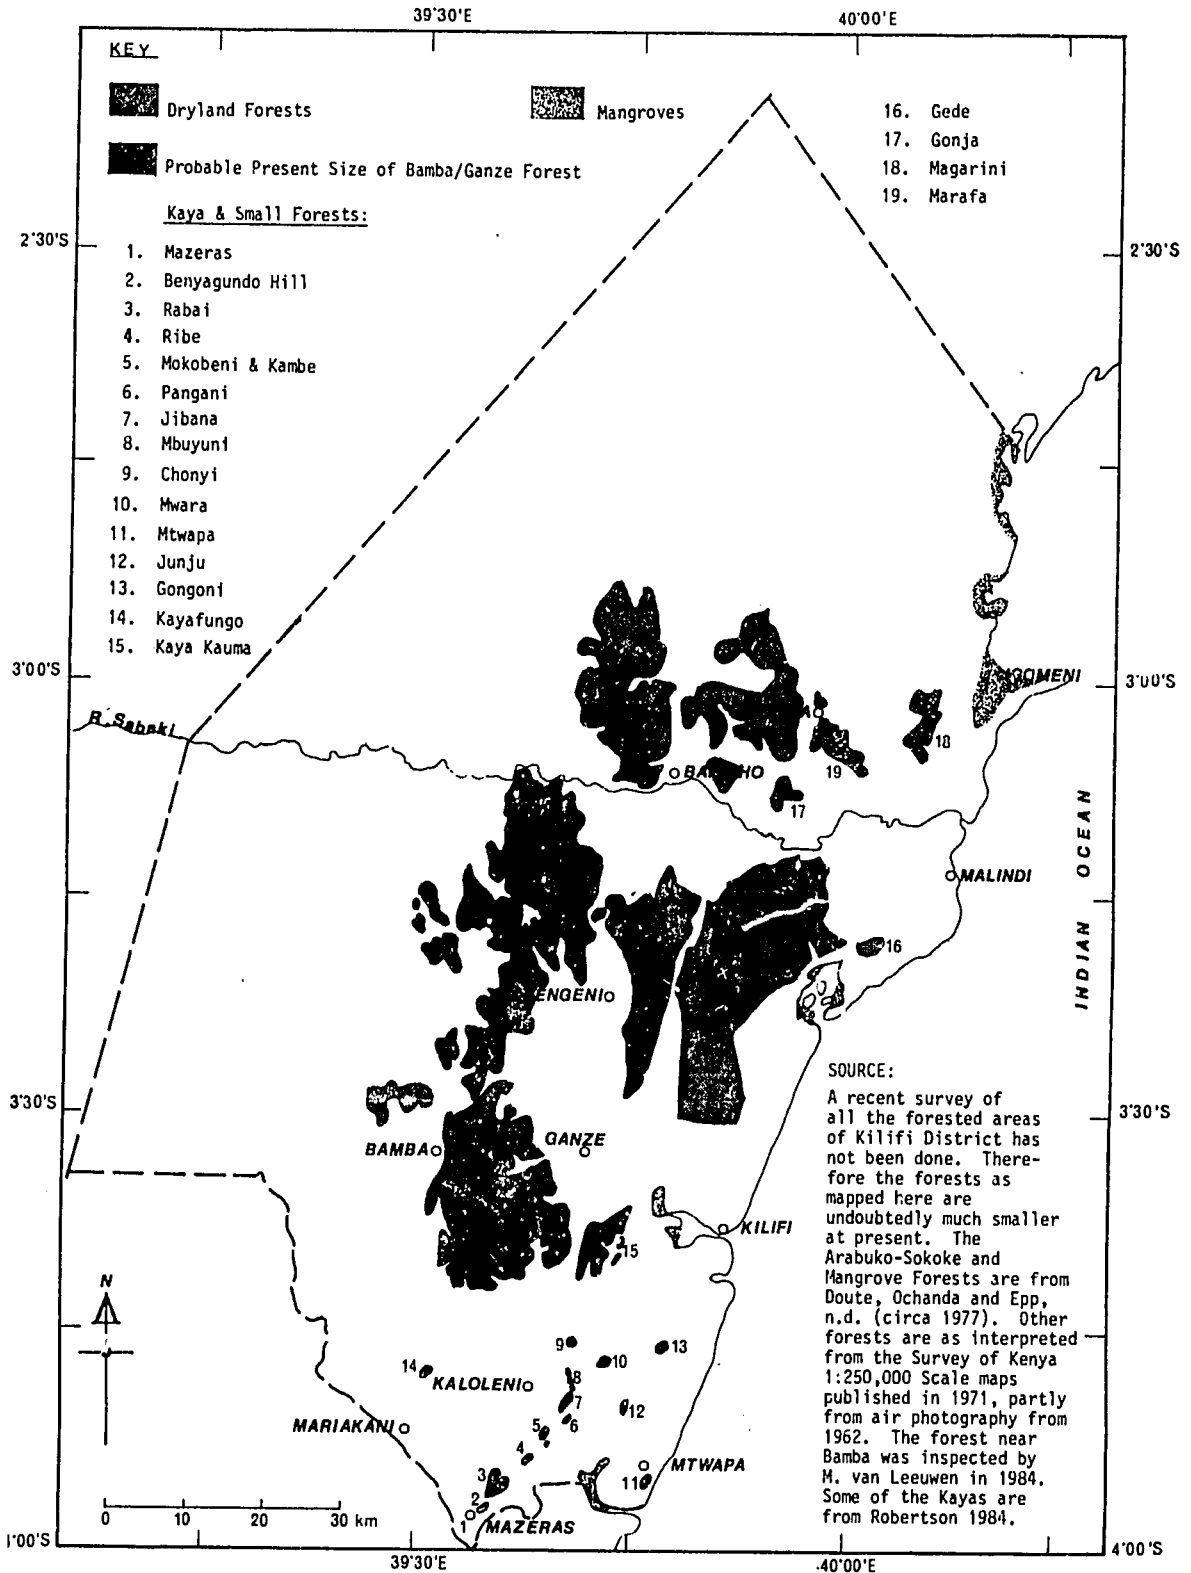 39°30'E
40°00'E
KEY
Dryland Forests
Mangroves
Probable Present Size of Bamba/Ganze Forest
Kaya & Small Forests:
1. Mazeras
2. Benyagundo Hill
3. Rabai
4. Ribe
5. Mokobeni & Kambe
6. Pangani
7. Jibana
8. Mbuyuni
9. Chonyi
10. Mwara
11. Mtwapa
12. Junju
13. Gongoni
14. Kayafungo
15. Kaya Kauma
16. Gede
17. Gonja
18. Magarini
19. Marafa
2°30'S
2°30'S
3°00'S
3°00'S
R. Sabaki
18
19
17
MALINDI
INDIAN OCEAN
16
3°30'S
3°30'S
BAMBA
GANZE
KILIFI
15
N
9
10
13
14
KALOLENI
8
7
12
MARIAKANI
6
5
4
MTWAPA
3
11
2
1
MAZERAS
0 10 20 30 km
SOURCE:
A recent survey of
all the forested areas
of Kilifi District has
not been done. There-
fore the forests as
mapped here are
undoubtedly much smaller
at present. The
Arabuko-Sokoke and
Mangrove Forests are from
Doute, Ochanda and Epp,
n.d. (circa 1977). Other
forests are as interpreted
from the Survey of Kenya
1:250,000 Scale maps
published in 1971, partly
from air photography from
1962. The forest near
Bamba was inspected by
M. van Leeuwen in 1984.
Some of the Kayas are
from Robertson 1984.
4°00'S
39°30'E
40°00'E